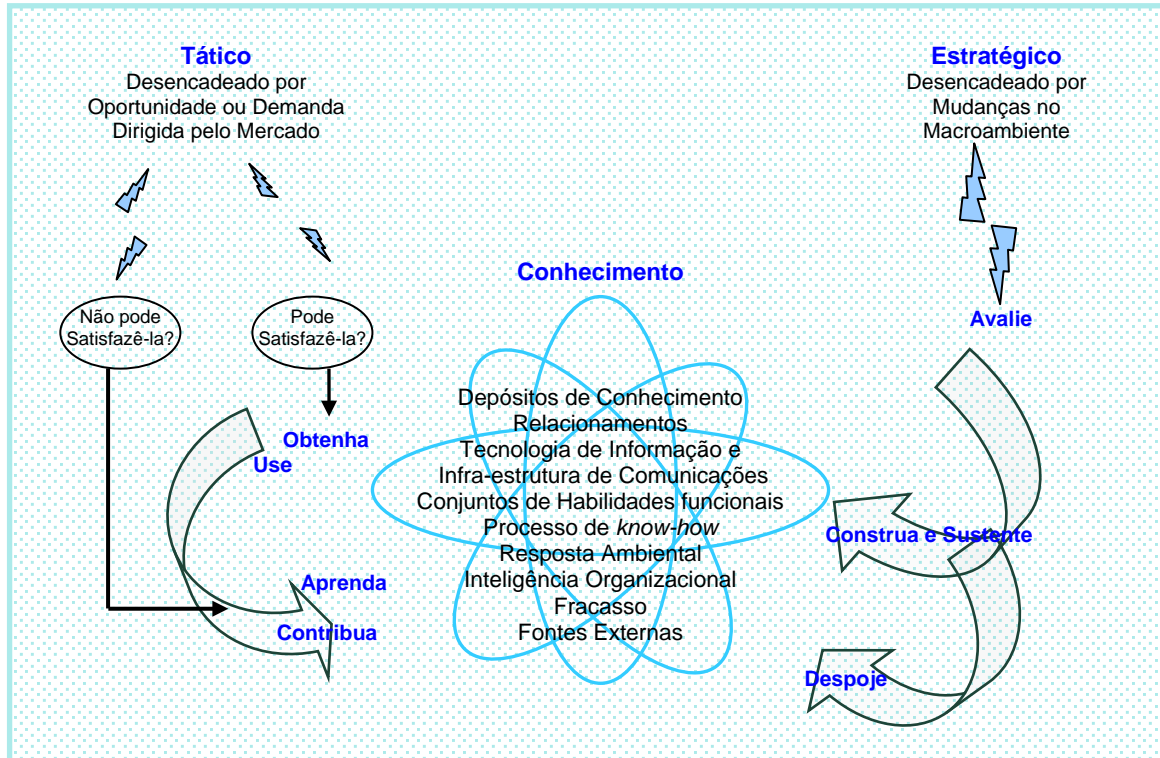 Tático
Desencadeado por
Oportunidade ou Demanda
Dirigida pelo Mercado
Estratégico
Desencadeado por
Mudanças no
Macroambiente
Não pode
Satisfazê-la?
Pode
Satisfazê-la?
Obtenha
Use
Aprenda
Contribua
Conhecimento
Depósitos de Conhecimento
Relacionamentos
Tecnologia de Informação e
Infra-estrutura de Comunicações
Conjuntos de Habilidades funcionais
Processo de know-how
Resposta Ambiental
Inteligência Organizacional
Fracasso
Fontes Externas
Avalie
Construa e Sustente
Despoje